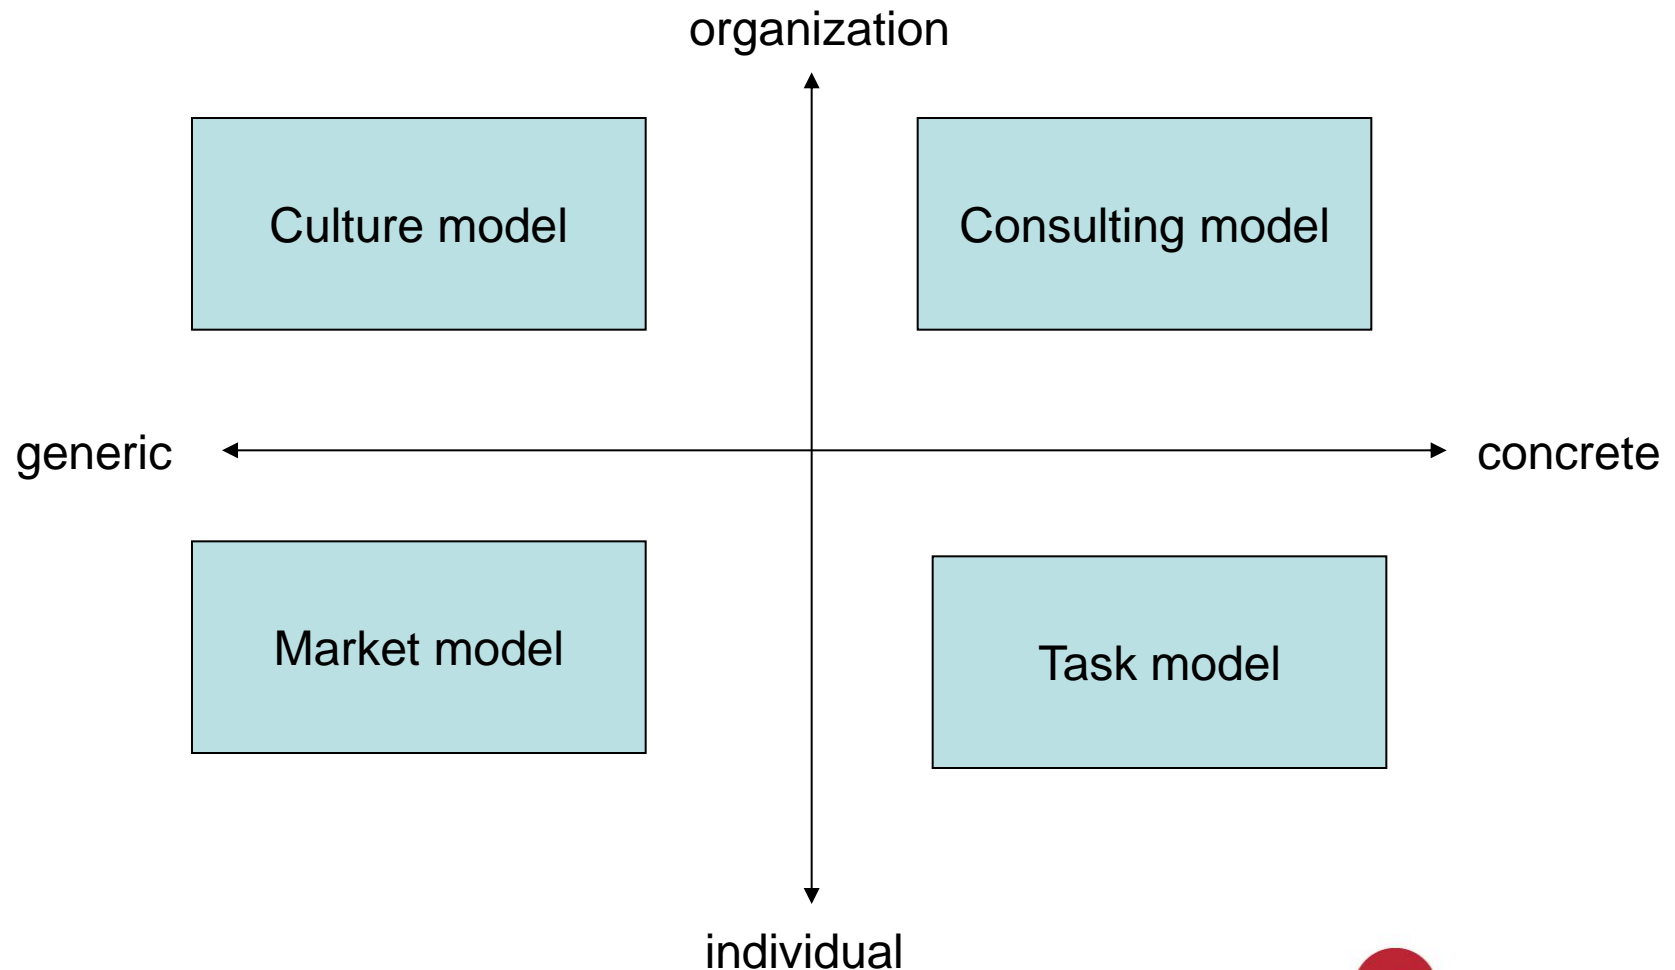 organization
Culture model
Consulting model
generic
concrete
Market model
Task model
individual